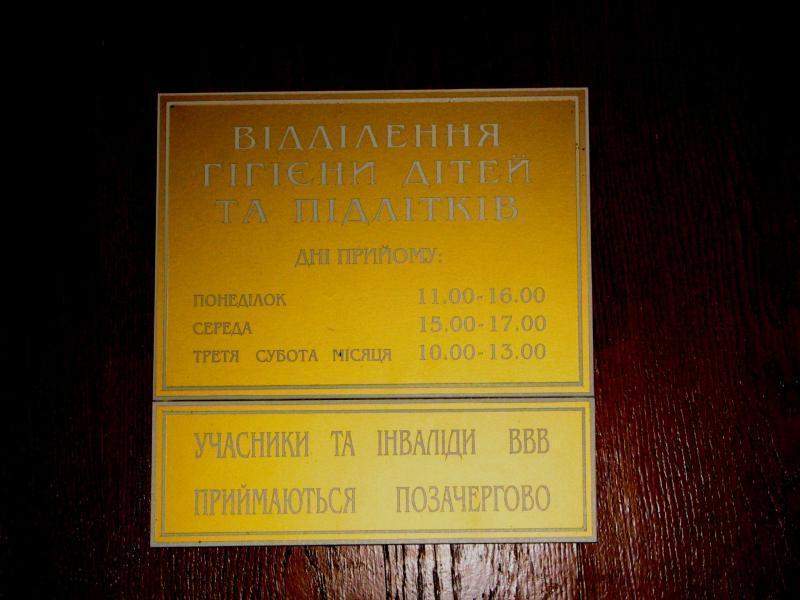 ВІДДІЛЕННЯ
ГІГІЄНИ ДІТЕЙ
ТА ПІДЛІТКІВ
ДНІ ПРИЙОМУ:
ПОНЕДІЛОК 11.00-16.00
СЕРЕДА 15.00-17.00
ТРЕТЯ СУБОТА МІСЯЦЯ 10.00-13.00
УЧАСНИКИ ТА ІНВАЛІДИ ВВВ
ПРИЙМАЮТЬСЯ ПОЗАЧЕРГОВО